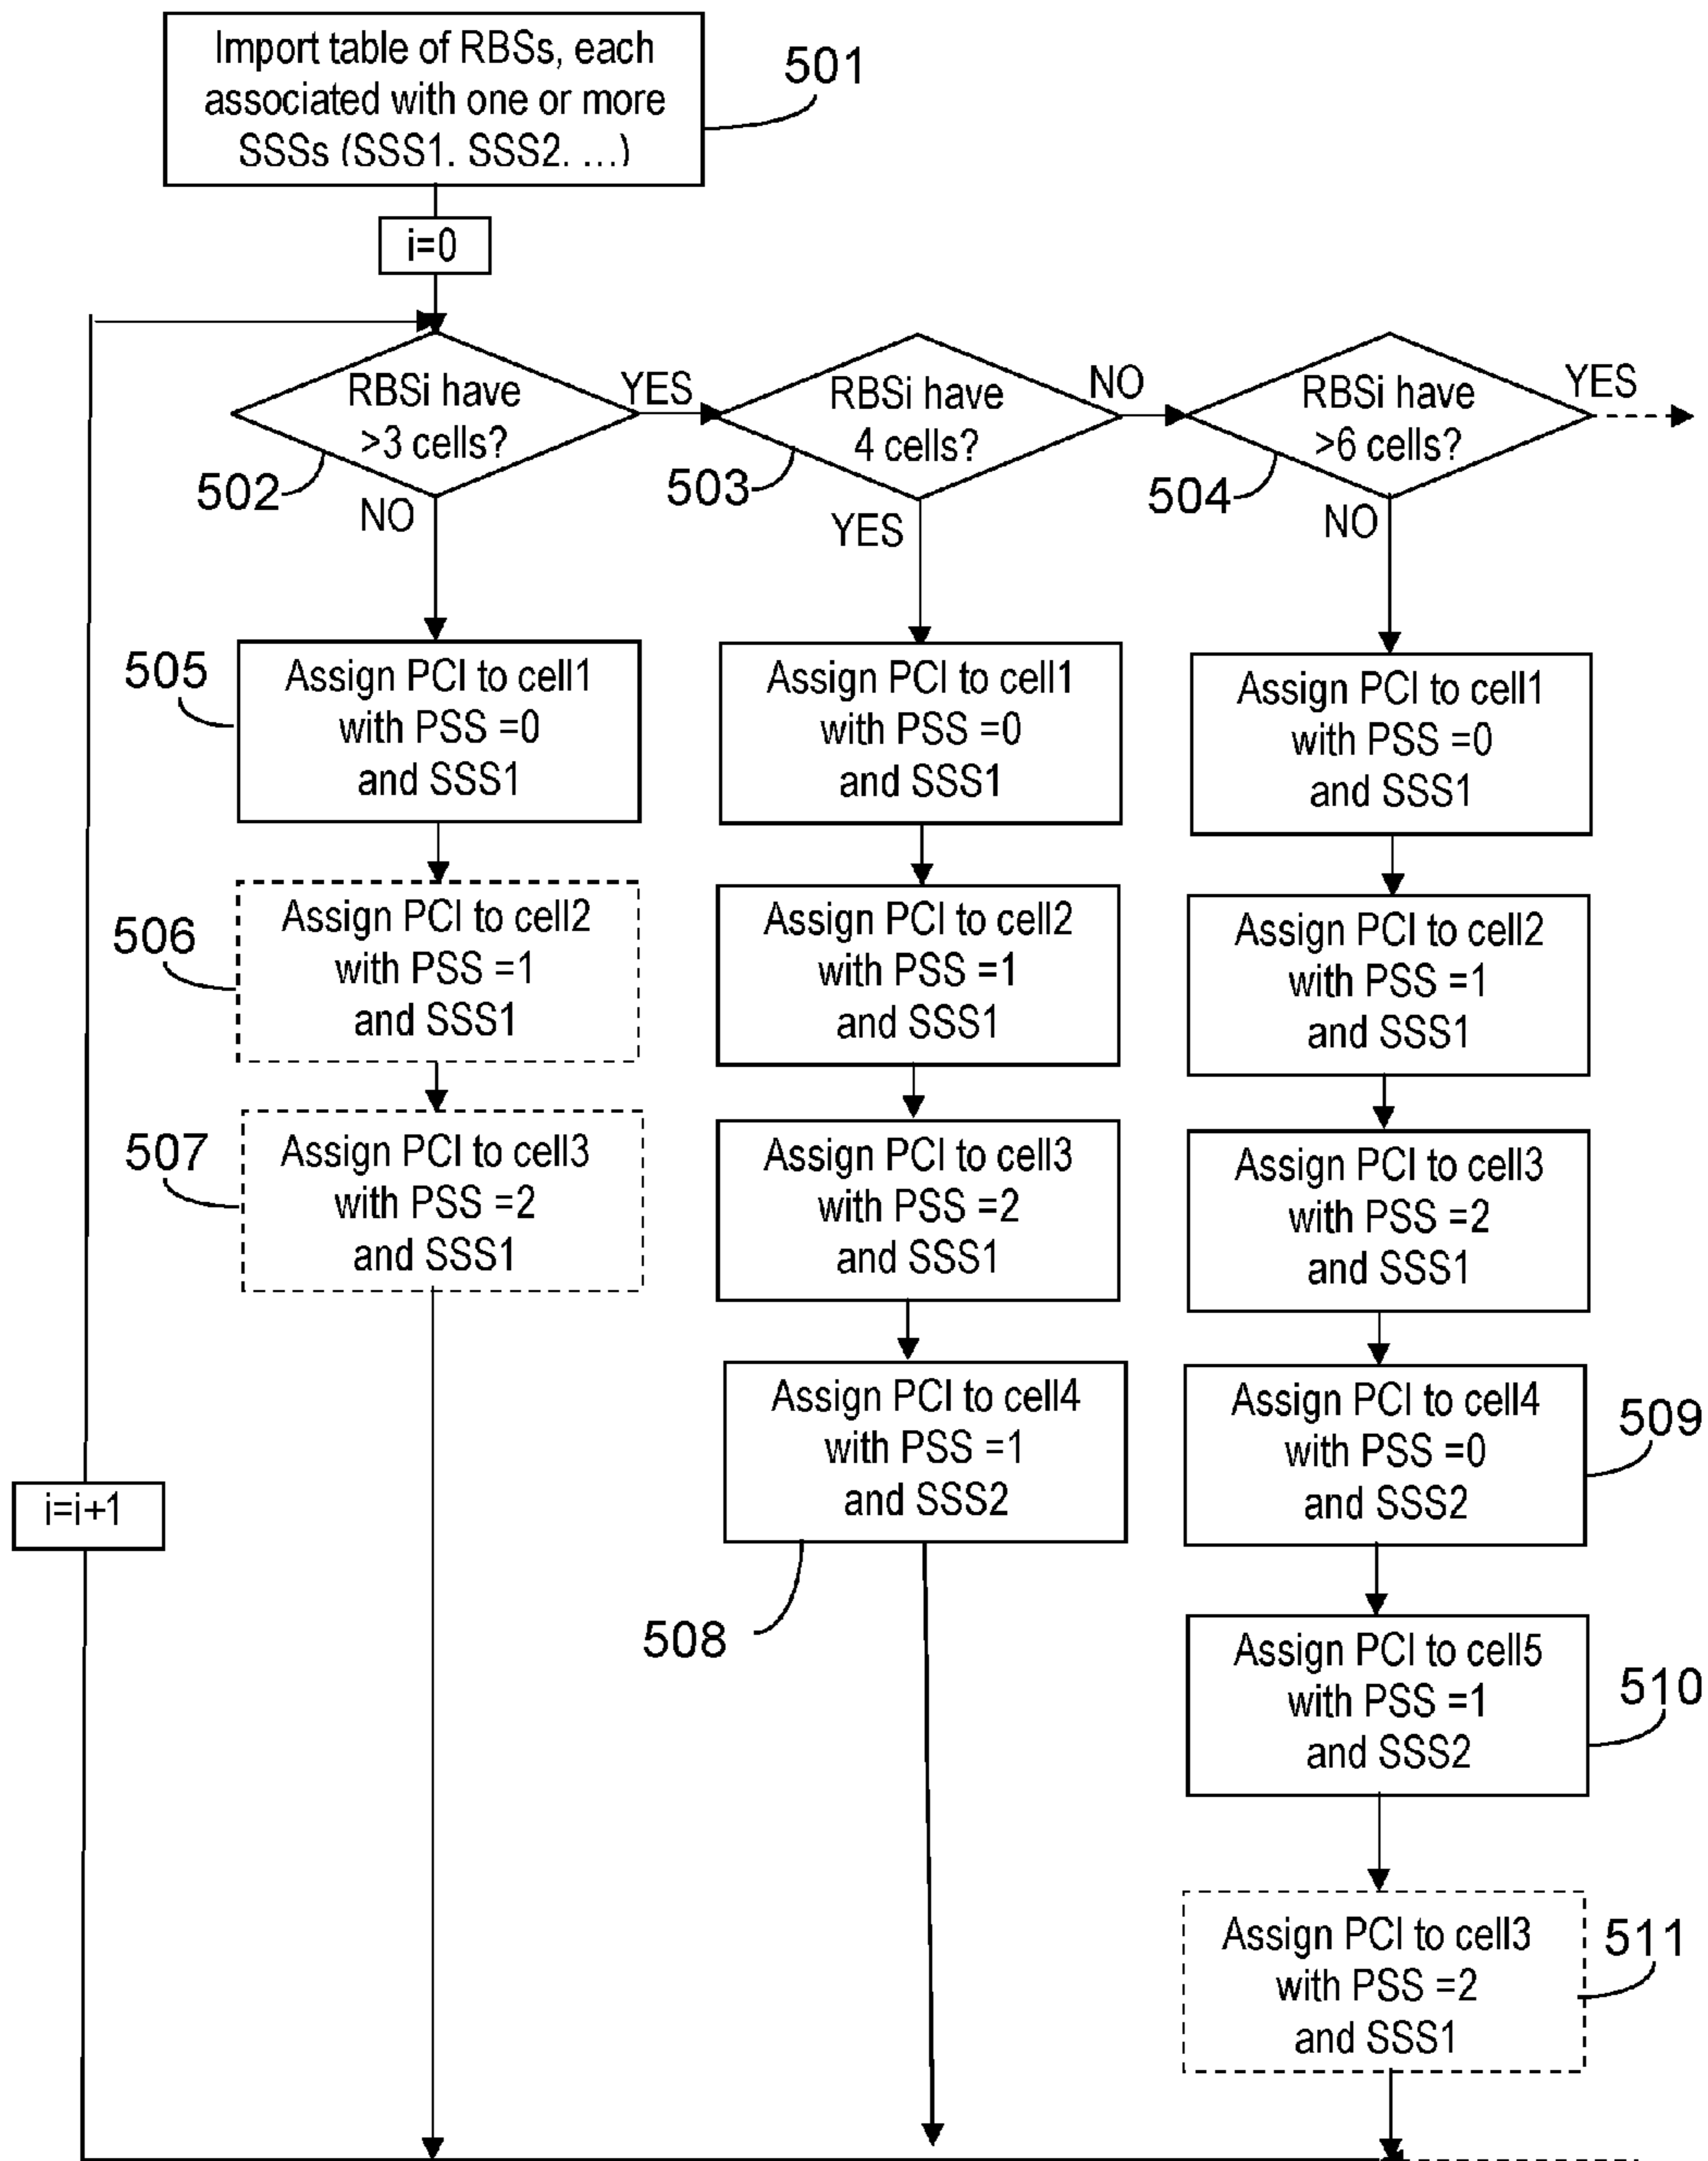 Import table of RBSs, each
associated with one or more
SSSs (SSS1, SSS2, ...)
501
i=0
RBSi have
>3 cells?
YES
502
NO
RBSi have
4 cells?
NO
503
YES
RBSi have
>6 cells?
YES
504
NO
505
Assign PCI to cell1
with PSS =0
and SSS1
506
Assign PCI to cell2
with PSS =1
and SSS1
507
Assign PCI to cell3
with PSS =2
and SSS1
Assign PCI to cell1
with PSS =0
and SSS1
Assign PCI to cell2
with PSS =1
and SSS1
Assign PCI to cell3
with PSS =2
and SSS1
Assign PCI to cell4
with PSS =1
and SSS2
508
Assign PCI to cell1
with PSS =0
and SSS1
Assign PCI to cell2
with PSS =1
and SSS1
Assign PCI to cell3
with PSS =2
and SSS1
Assign PCI to cell4
with PSS =0
and SSS2
509
Assign PCI to cell5
with PSS =1
and SSS2
510
Assign PCI to cell3
with PSS =2
and SSS1
511
i=i+1